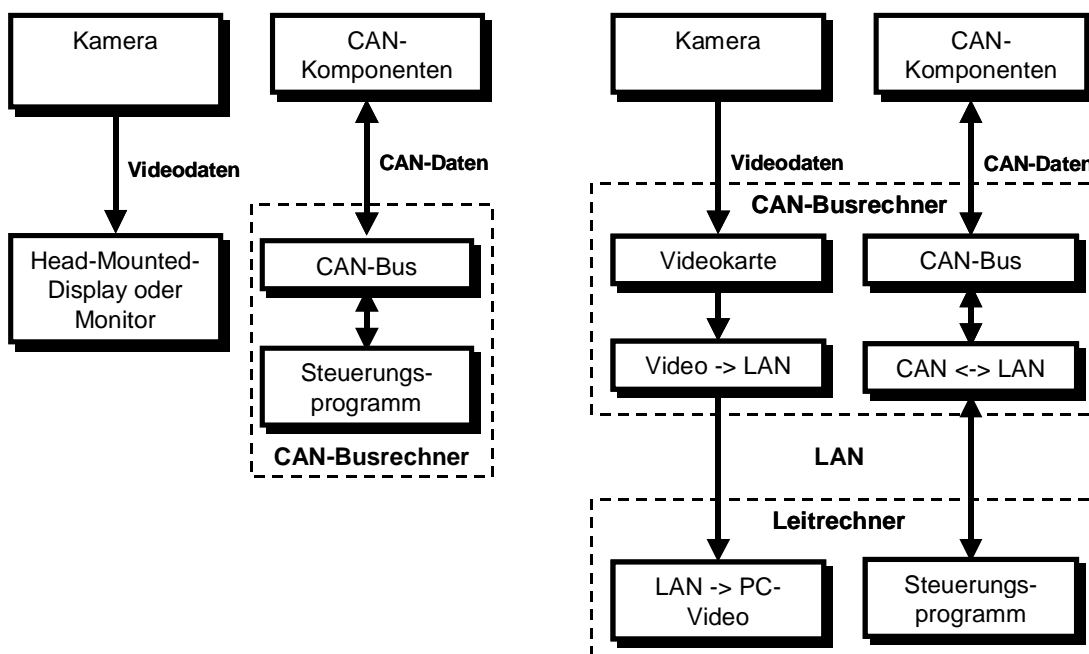 Kamera
CAN-
Komponenten
Videodaten
CAN-Daten
Head-Mounted-
Display oder
Monitor
CAN-Bus
Steuerungs-
programm
CAN-Busrechner
Kamera
CAN-
Komponenten
Videodaten
CAN-Daten
CAN-Busrechner
Videokarte
CAN-Bus
Video -> LAN
CAN <-> LAN
LAN
Leitrechner
LAN -> PC-
Video
Steuerungs-
programm